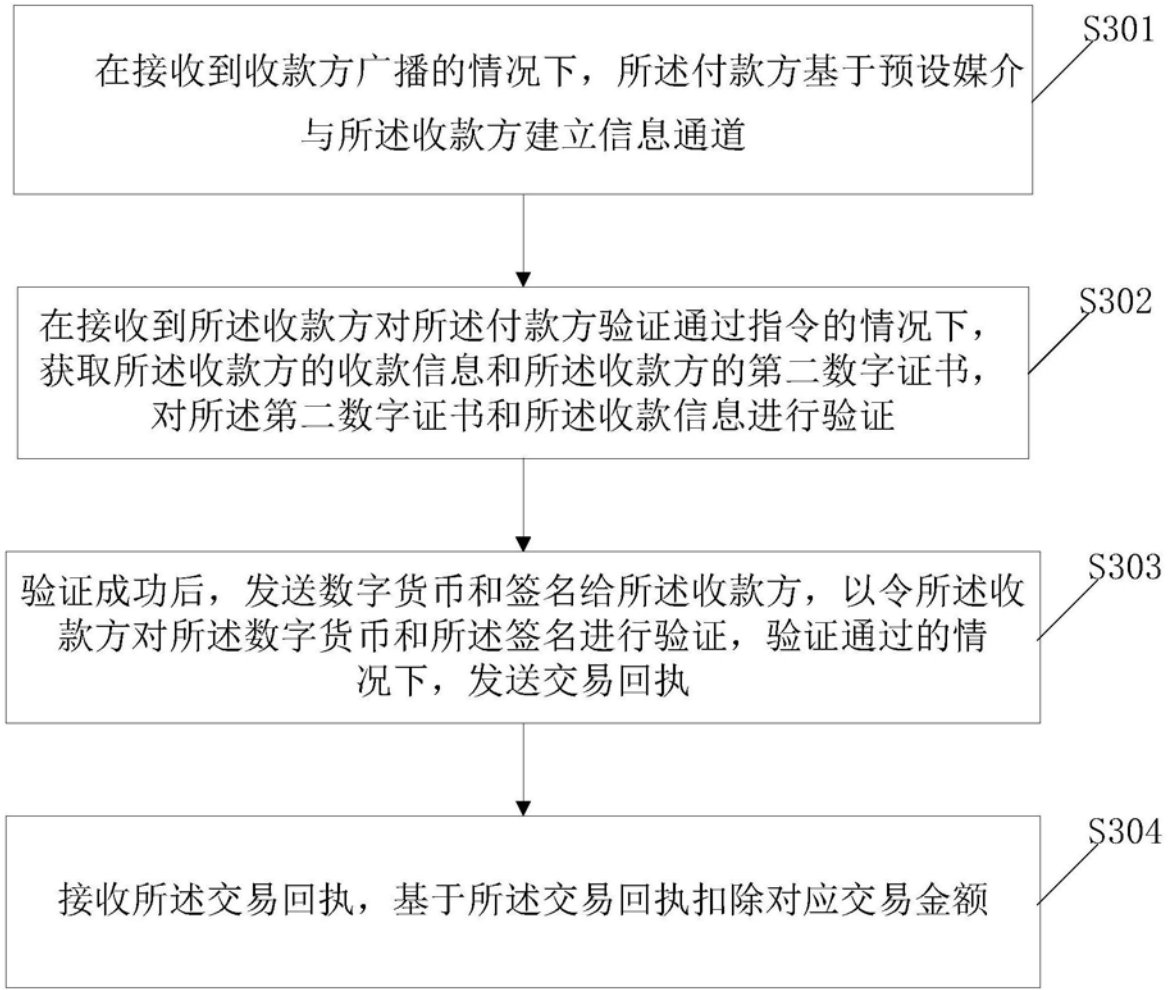 S301
在接收到收款方广播的情况下，所述付款方基于预设媒介
与所述收款方建立信息通道
S302
在接收到所述收款方对所述付款方验证通过指令的情况下，
获取所述收款方的收款信息和所述收款方的第二数字证书，
对所述第二数字证书和所述收款信息进行验证
S303
验证成功后，发送数字货币和签名给所述收款方，以令所述收
款方对所述数字货币和所述签名进行验证，验证通过的情
况下，发送交易回执
S304
接收所述交易回执，基于所述交易回执扣除对应交易金额